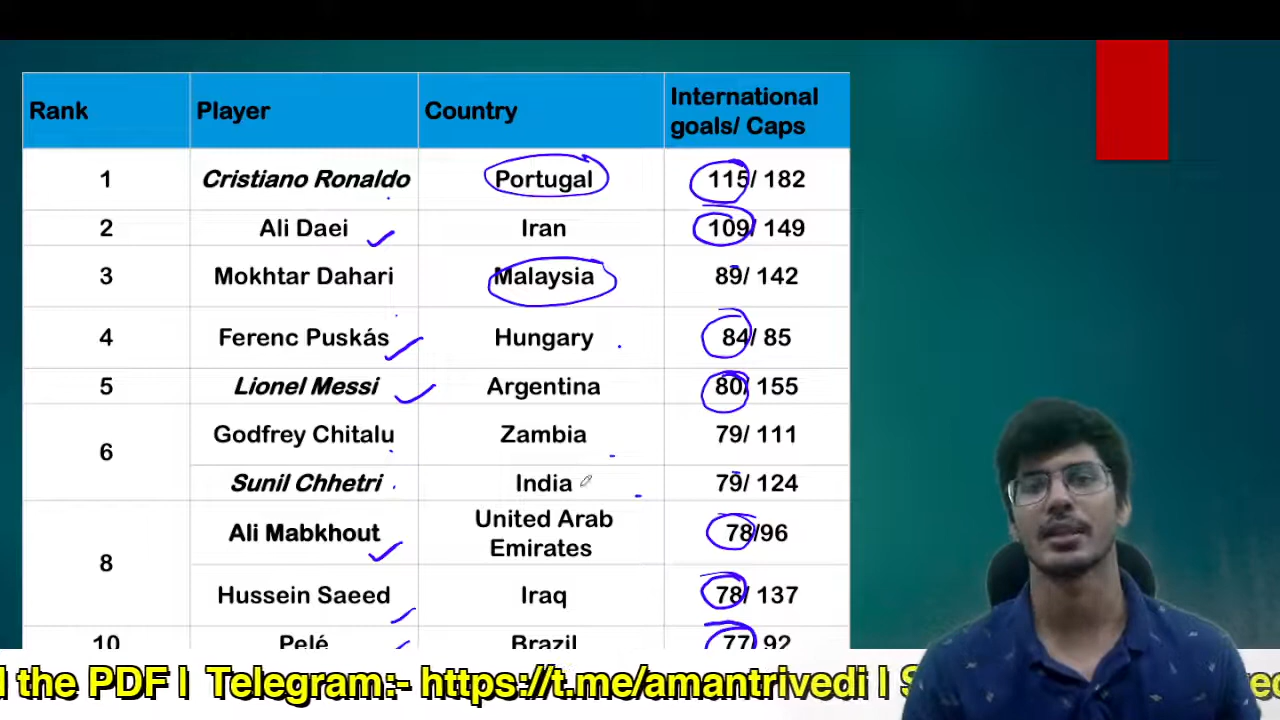 Rank Player Country International goals/ Caps
1 Cristiano Ronaldo Portugal 115/ 182
2 Ali Daei Iran 109/ 149
3 Mokhtar Dahari Malaysia 89/ 142
4 Ferenc Puskás Hungary 84/ 85
5 Lionel Messi Argentina 80/ 155
6 Godfrey Chitalu Zambia 79/ 111
Sunil Chhetri India 79/ 124
8 Ali Mabkhout United Arab Emirates 78/96
Hussein Saeed Iraq 78/ 137
10 Pelé Brazil 77/ 92
the PDF l Telegram:- https://t.me/amantrivedi l